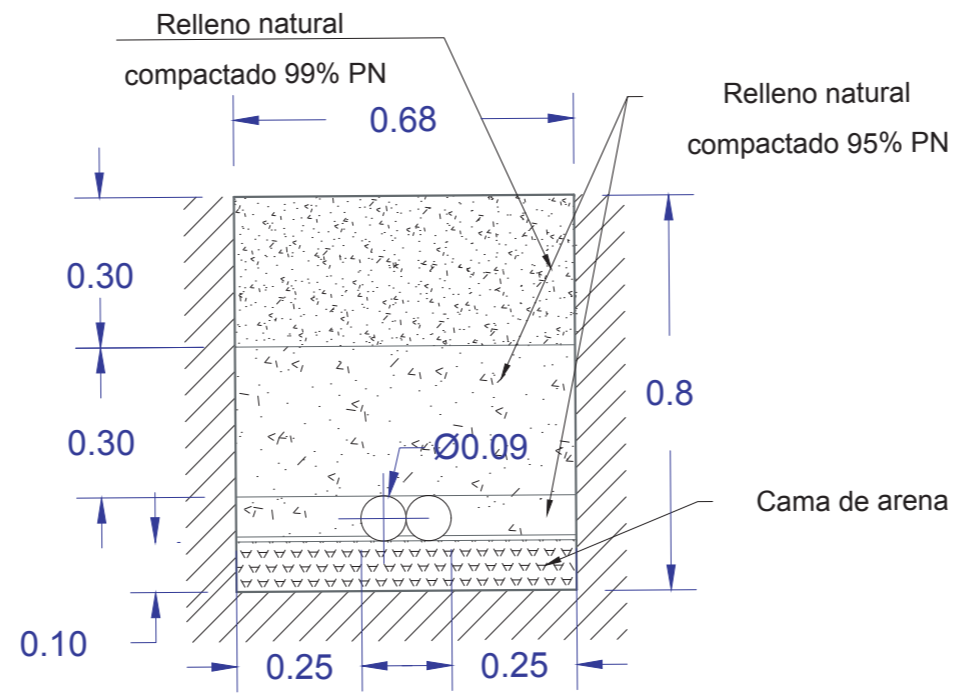 Relleno natural
compactado 99% PN
0.68
Relleno natural
compactado 95% PN
0.30
0.8
0.30
Ø0.09
Cama de arena
0.10
0.25
0.25